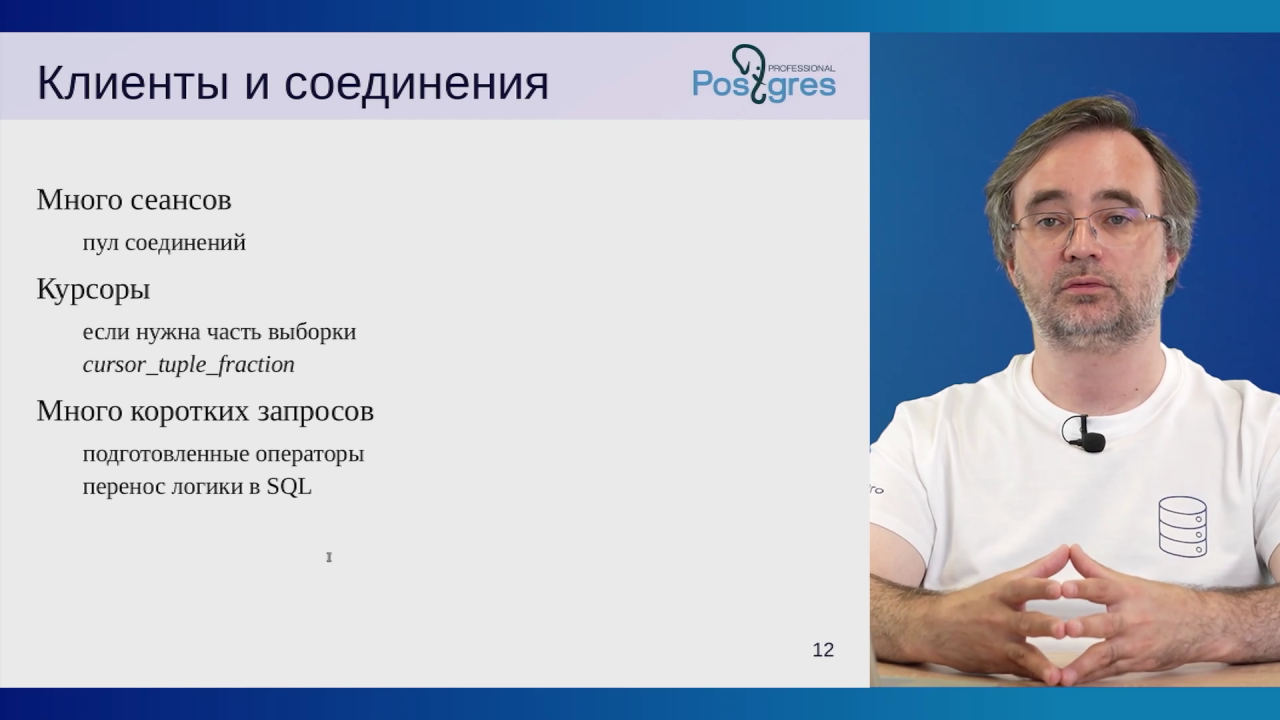 Клиенты и соединения
PROFESSIONAL
Postgres
Много сеансов
пул соединений
Курсоры
если нужна часть выборки
cursor_tuple_fraction
Много коротких запросов
подготовленные операторы
перенос логики в SQL
12
ro